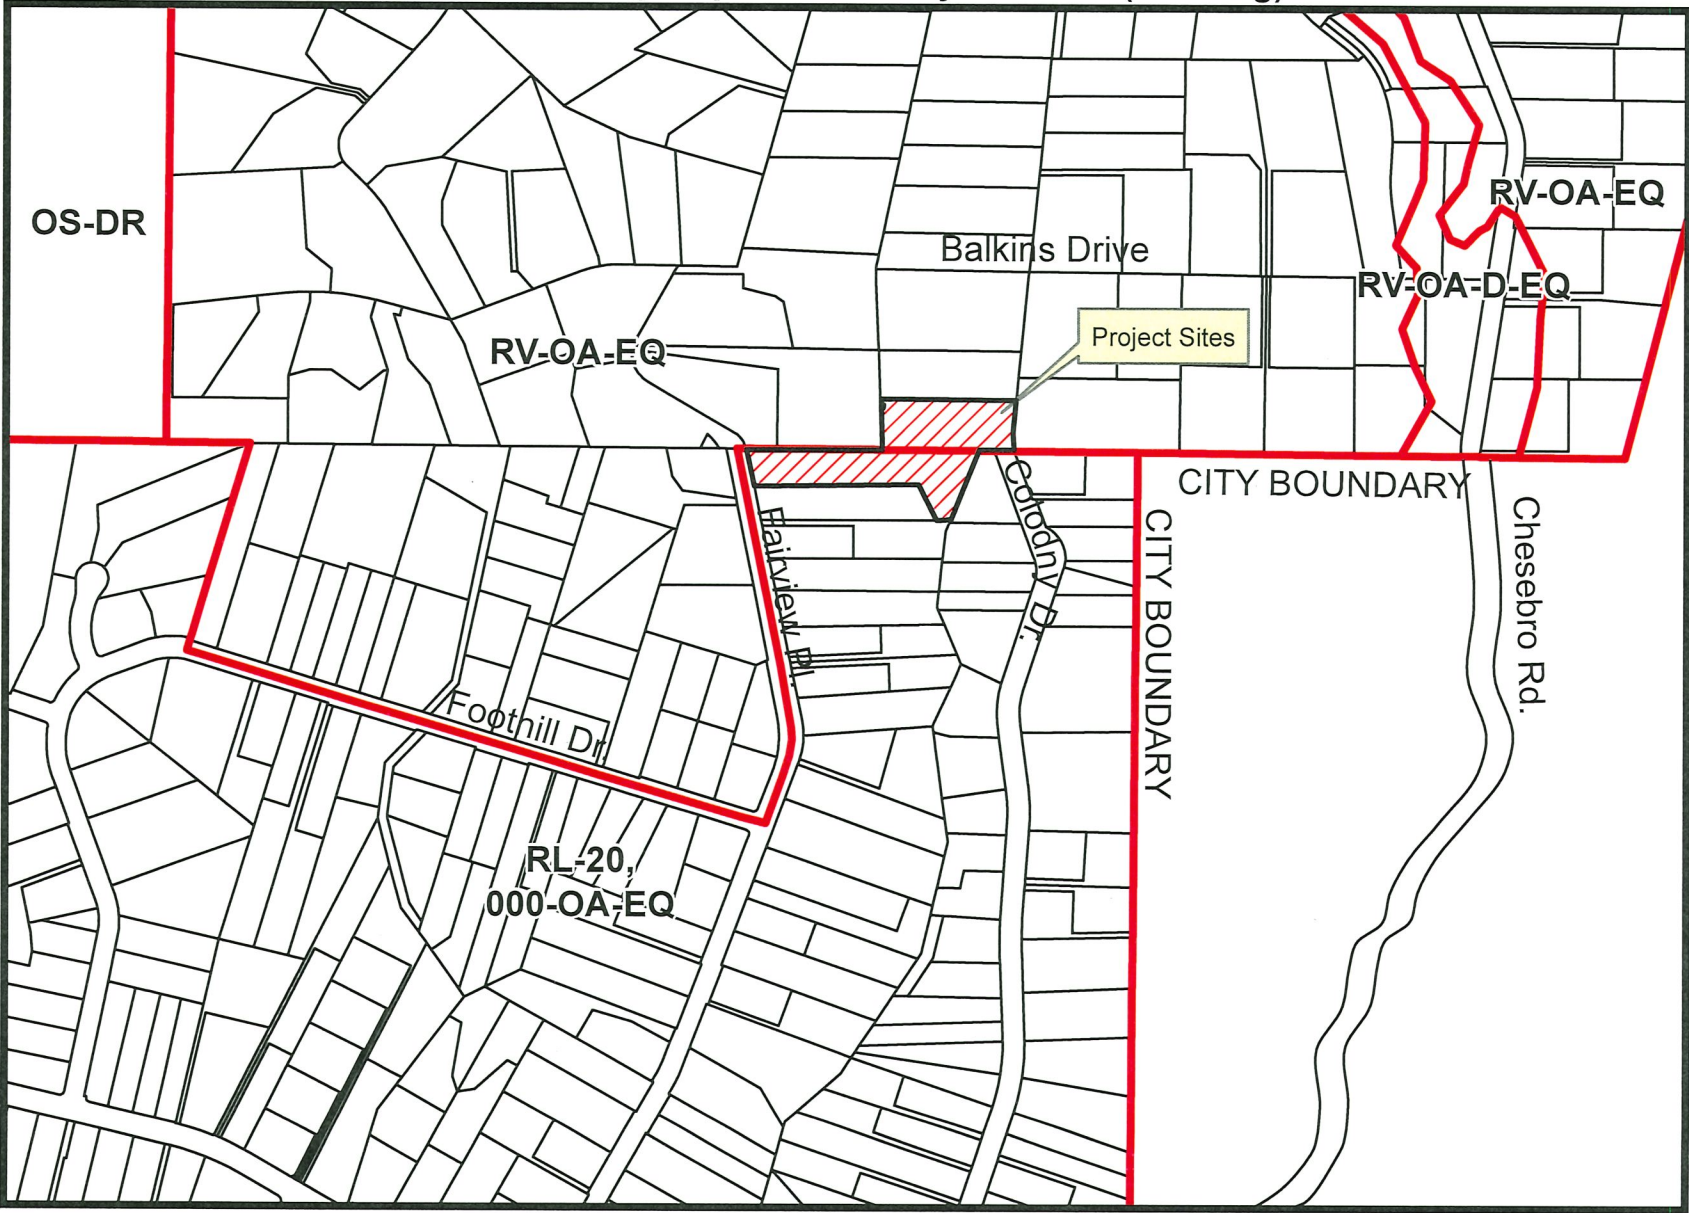 OS-DR
RV-OA-EQ
Balkins Drive
RV-OA-D-EQ
Project Sites
RV-OA-EQ
CITY BOUNDARY
Colodny Dr.
Fairview Pl.
CITY BOUNDARY
Chesebro Rd.
Foothill Dr.
RL-20,
000-OA-EQ